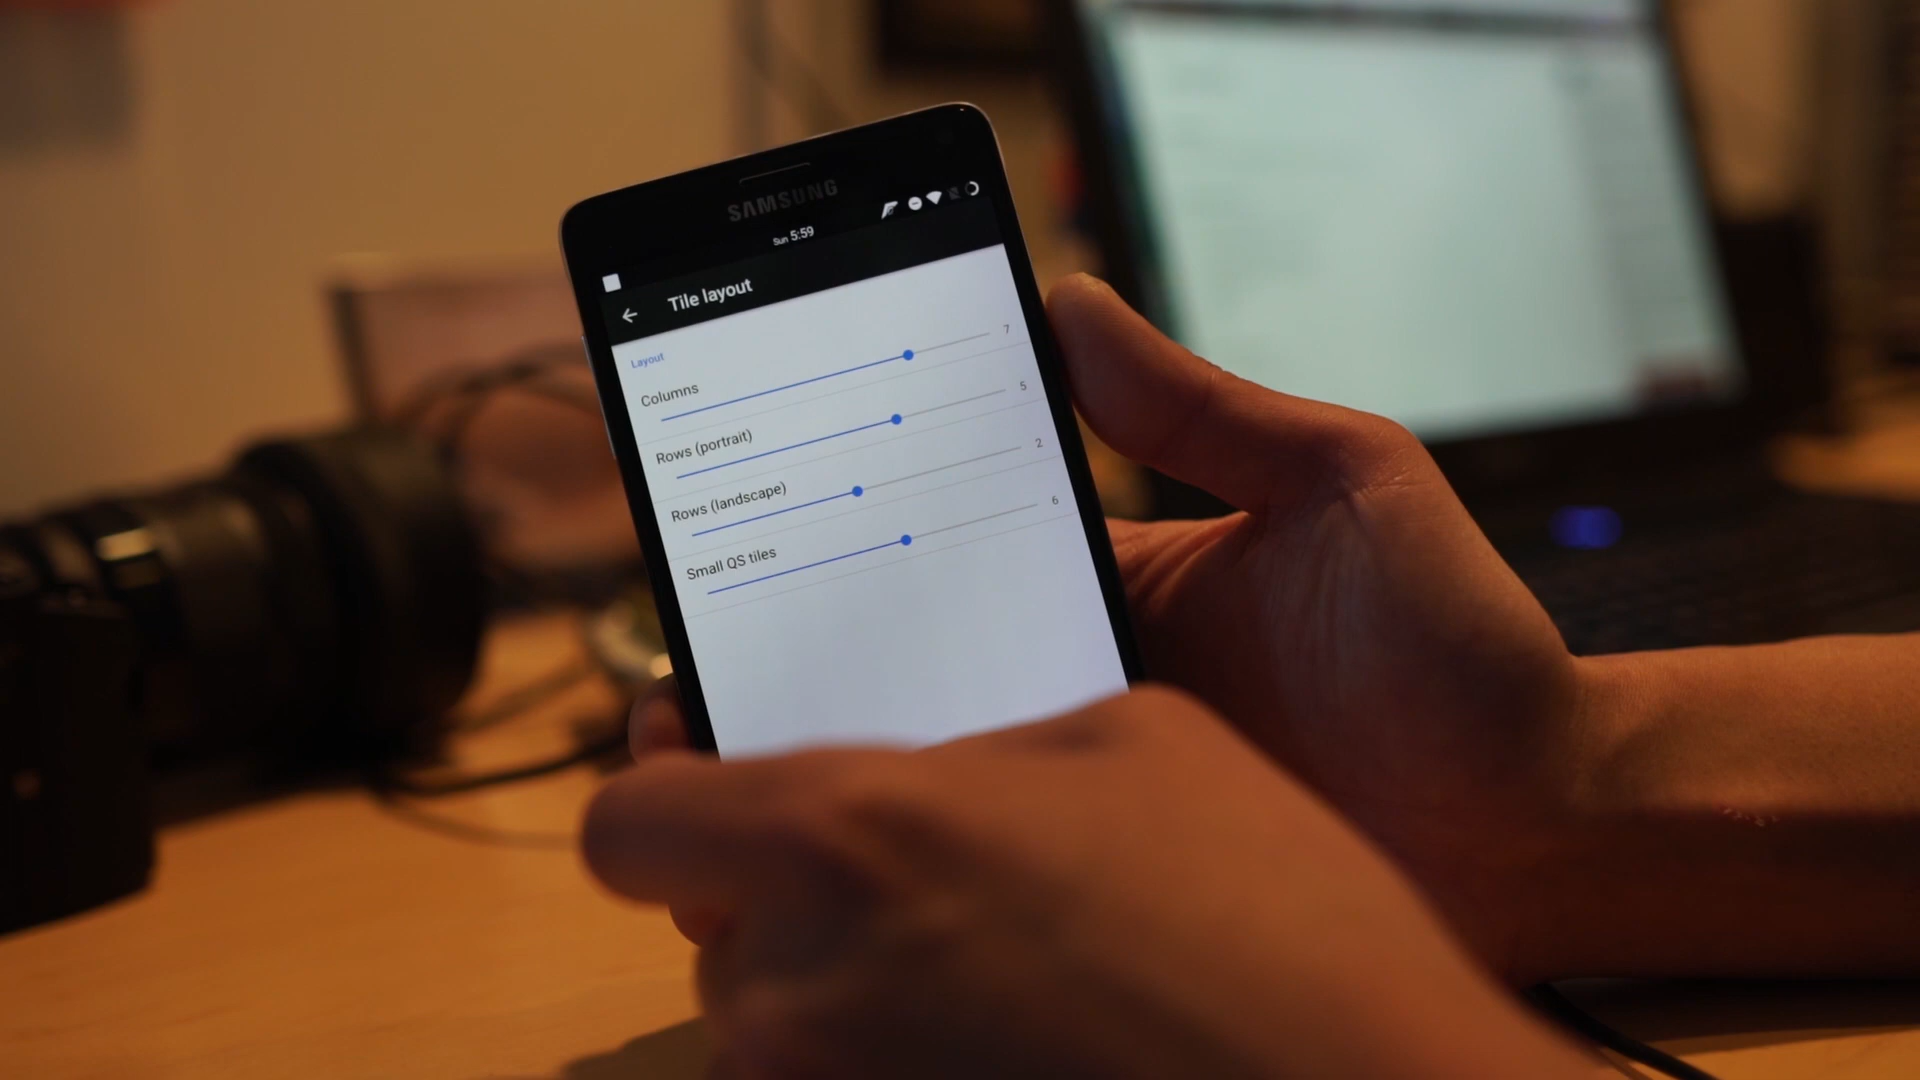 SAMSUNG
Sun 5:59
Tile layout
Layout
Columns
7
Rows (portrait)
5
Rows (landscape)
2
Small QS tiles
6